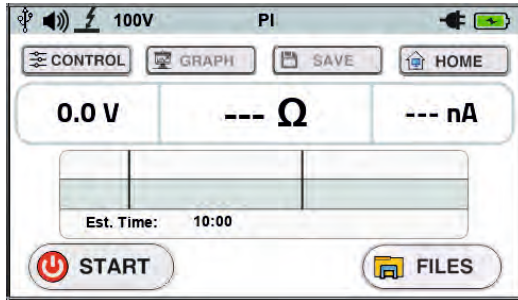 100V PI
CONTROL GRAPH SAVE HOME
0.0 V --- Ω --- nA
Est. Time: 10:00
START FILES